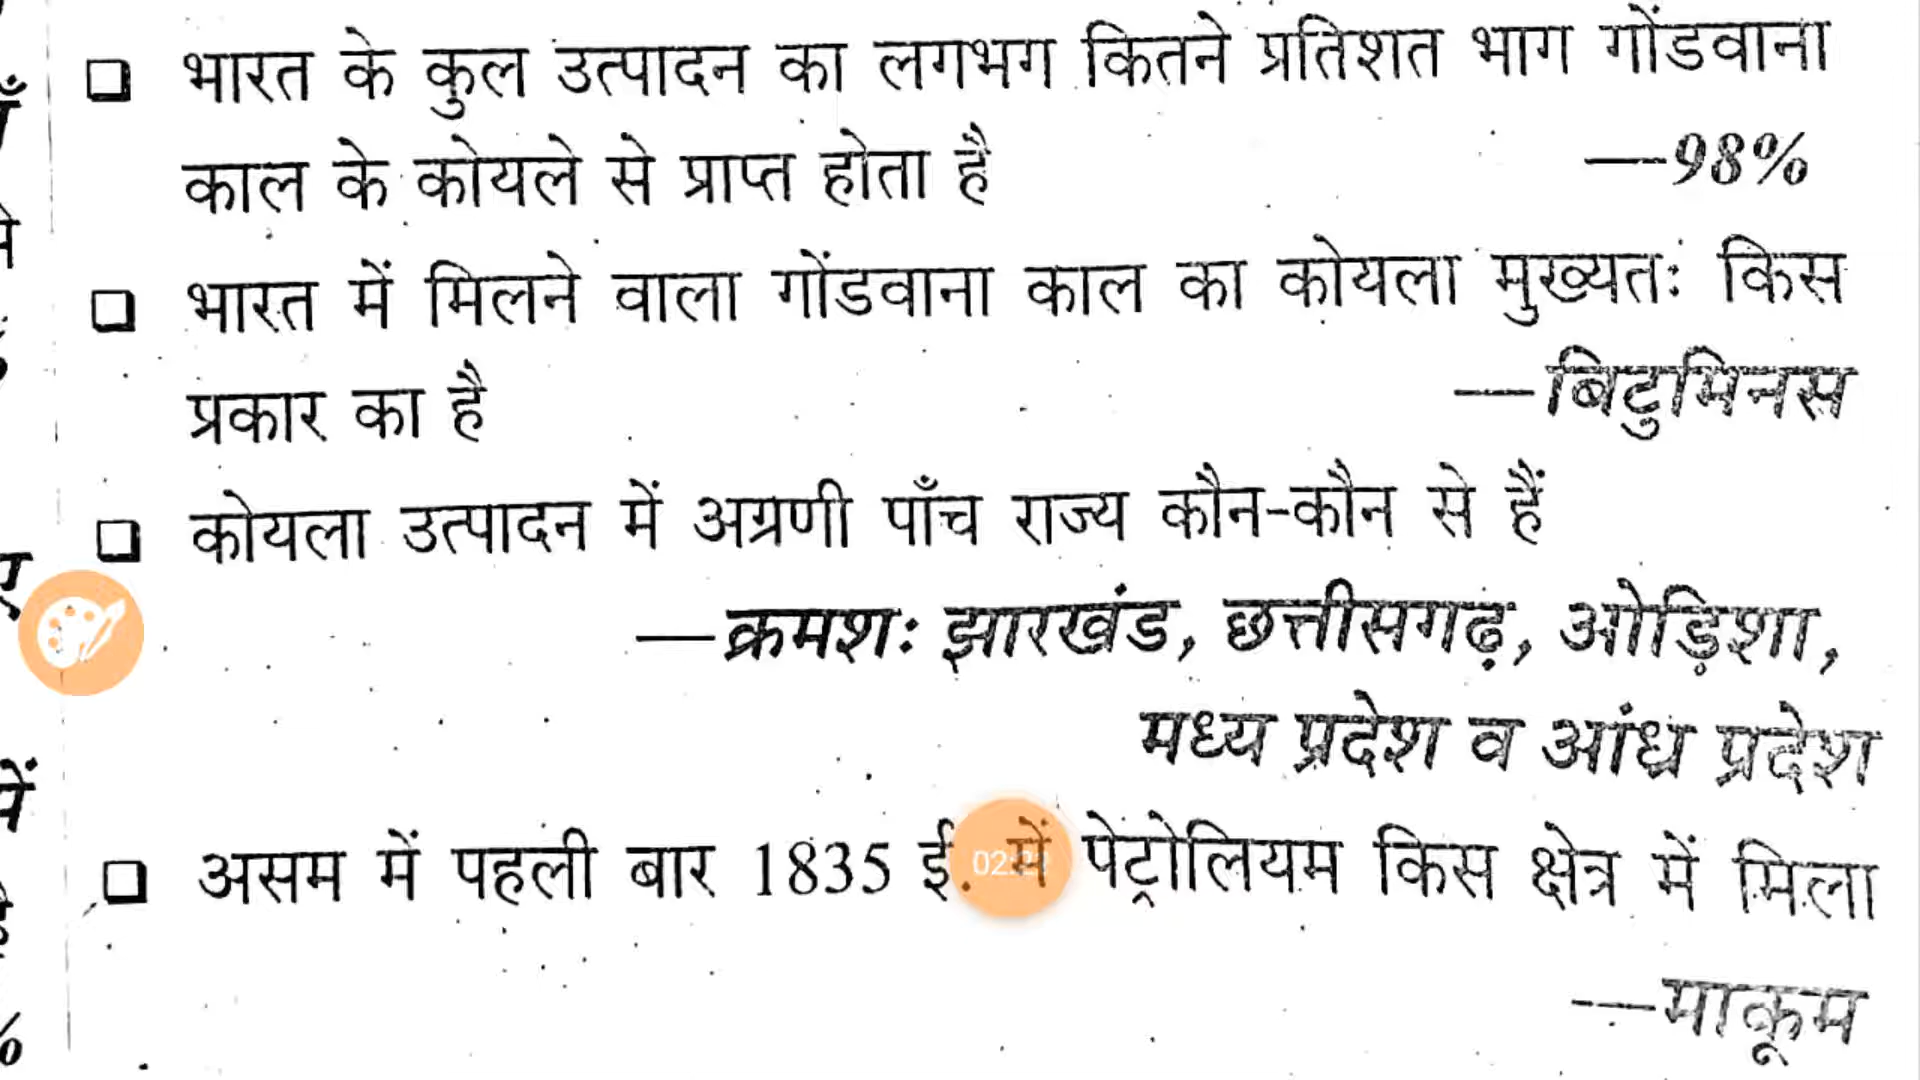 ❑ भारत के कुल उत्पादन का लगभग कितने प्रतिशत भाग गोंडवाना
काल के कोयले से प्राप्त होता है —98%
❑ भारत में मिलने वाला गोंडवाना काल का कोयला मुख्यतः किस
प्रकार का है —बिटुमिनस
❑ कोयला उत्पादन में अग्रणी पाँच राज्य कौन-कौन से हैं
—क्रमशः झारखंड, छत्तीसगढ़, ओड़िशा,
मध्य प्रदेश व आंध्र प्रदेश
❑ असम में पहली बार 1835 ई. में पेट्रोलियम किस क्षेत्र में मिला
—माकूम